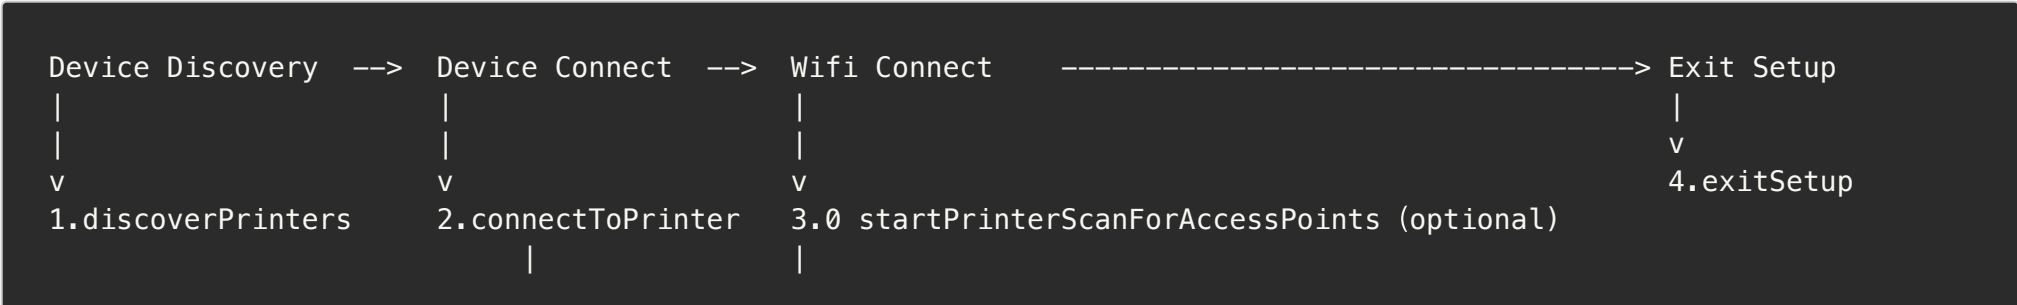 Device Discovery  -->  Device Connect  -->  Wifi Connect    ----------------------------------> Exit Setup
|                      |                    |                                                   |
|                      |                    |                                                   v
v                      v                    v                                                   4.exitSetup
1.discoverPrinters     2.connectToPrinter   3.0 startPrinterScanForAccessPoints (optional)
                            |               |